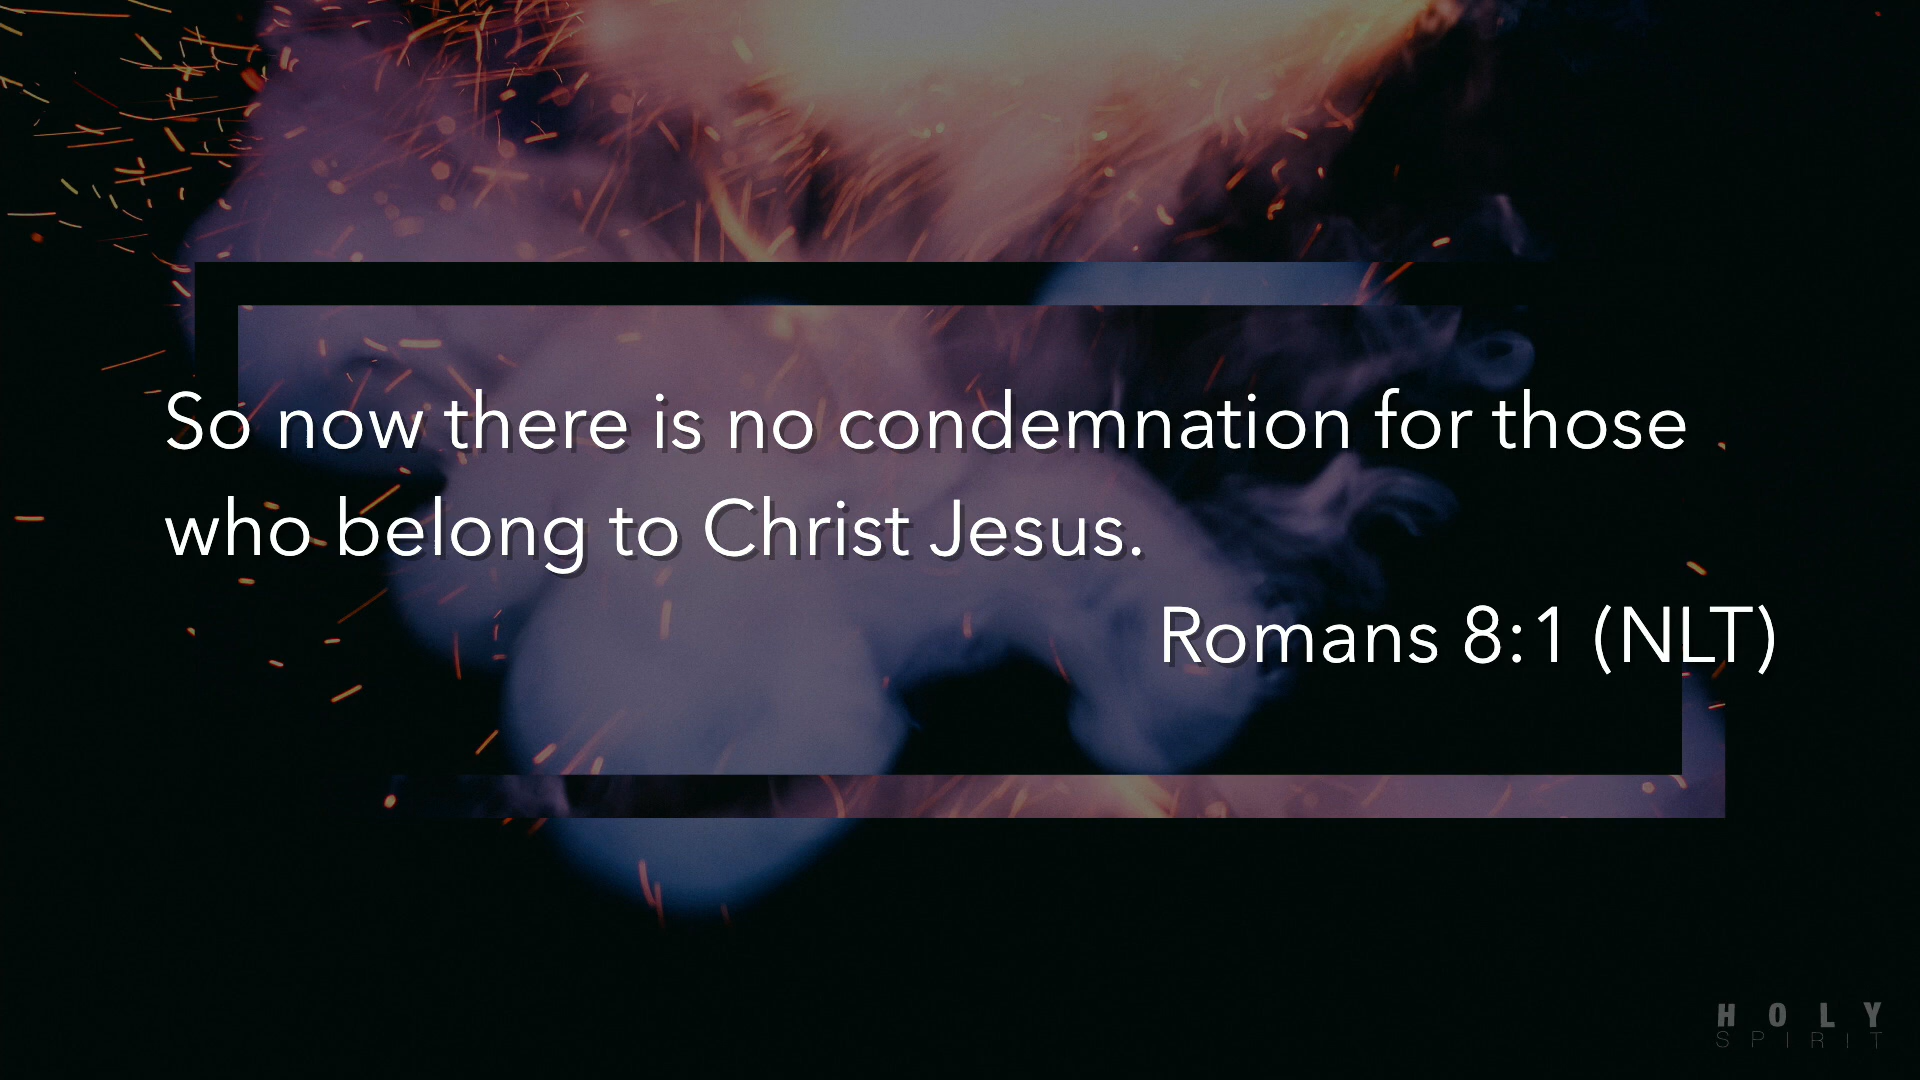 So now there is no condemnation for those
who belong to Christ Jesus.
Romans 8:1 (NLT)
HOLY
SPIRIT